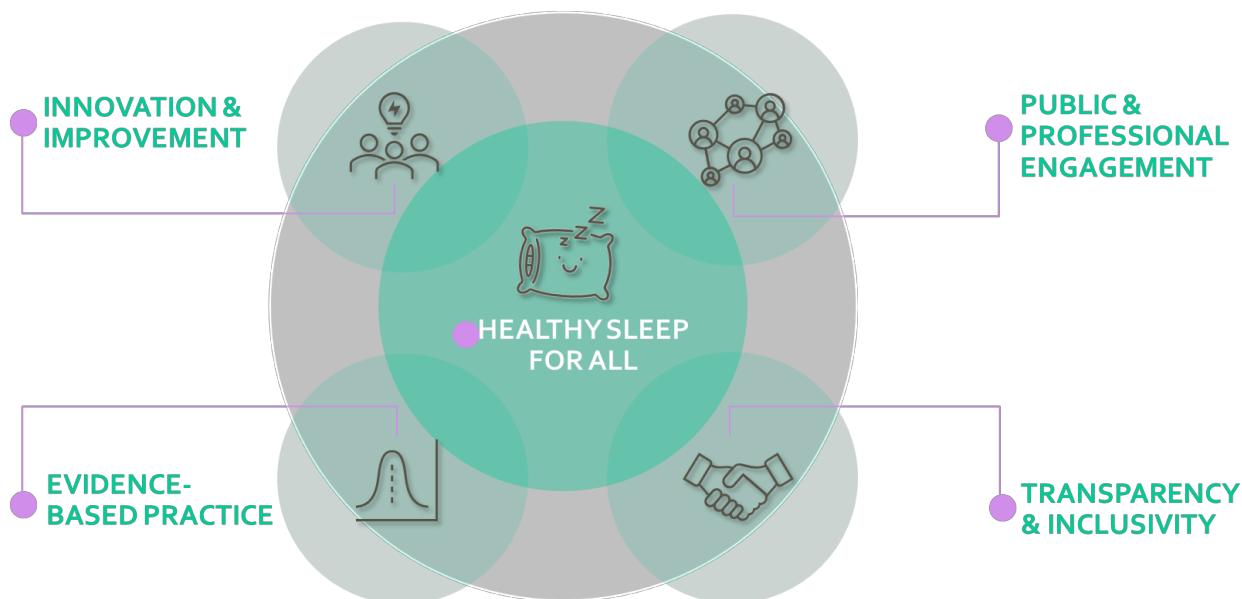 INNOVATION &
IMPROVEMENT
PUBLIC &
PROFESSIONAL
ENGAGEMENT
z Z Z
HEALTHY SLEEP
FOR ALL
EVIDENCE-
BASED PRACTICE
TRANSPARENCY
& INCLUSIVITY